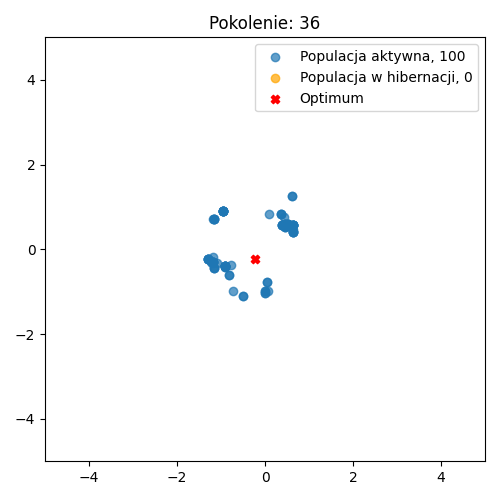 Pokolenie: 36
Populacja aktywna, 100
Populacja w hibernacji, 0
Optimum
4
2
0
−2
−4
−4 −2 0 2 4